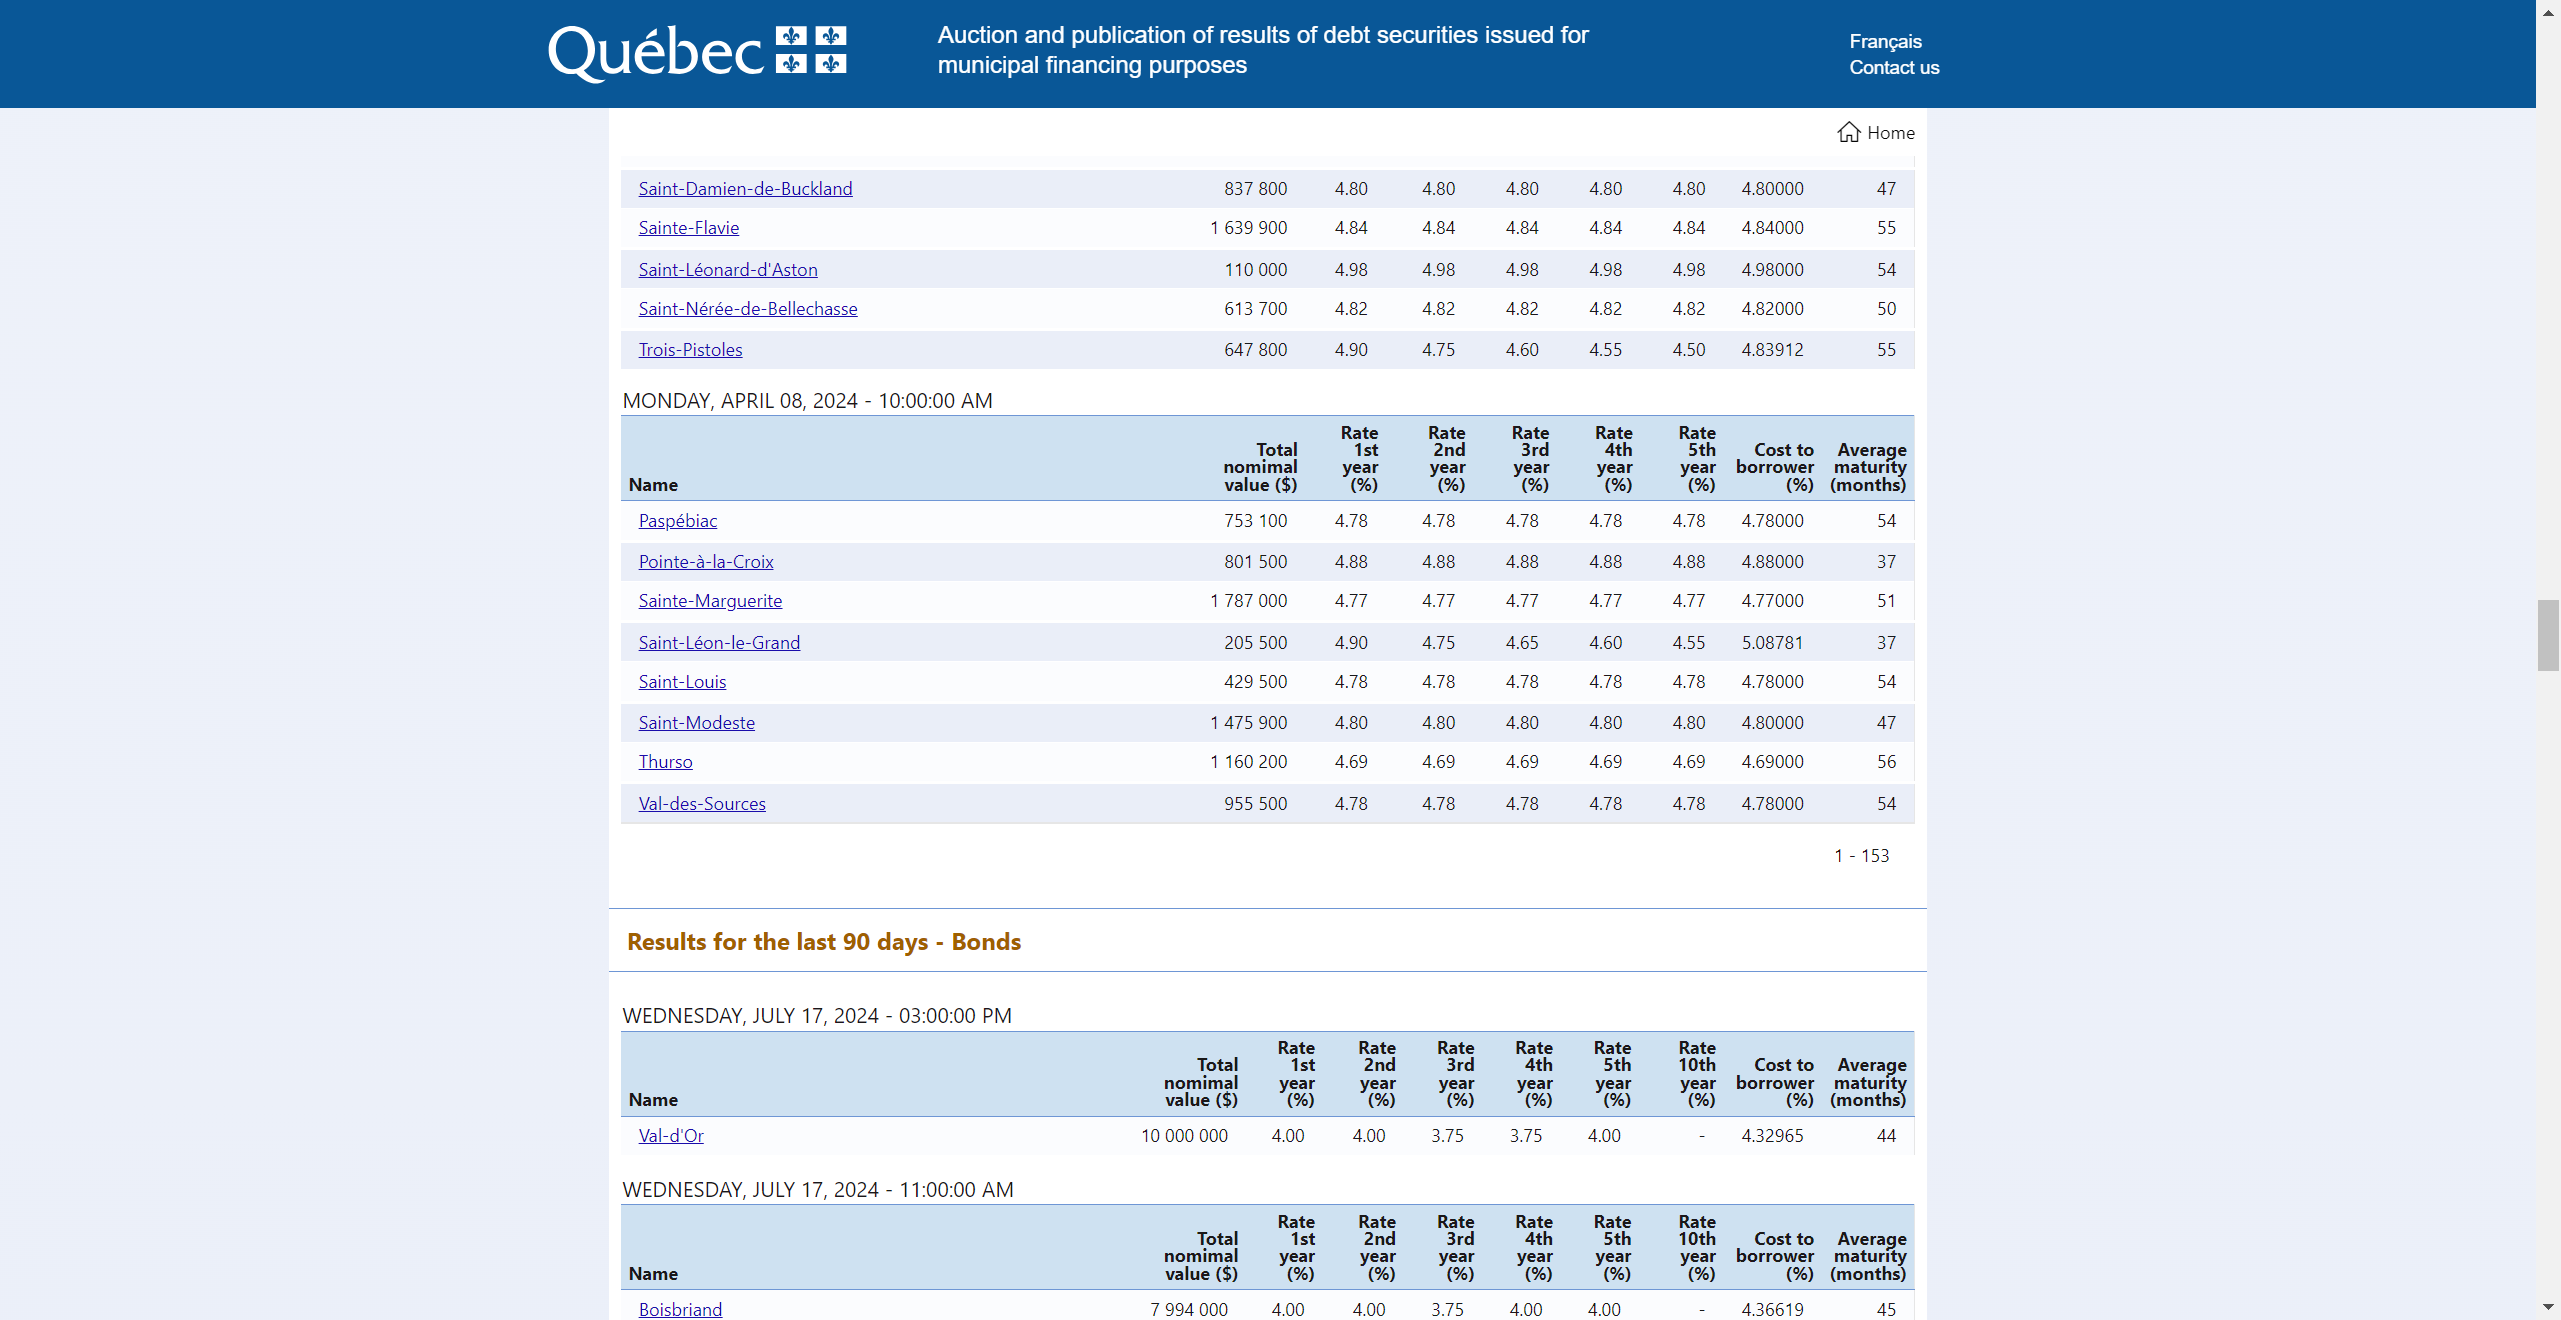 Québec
Auction and publication of results of debt securities issued for
municipal financing purposes
Français
Contact us
Home
Saint-Damien-de-Buckland 837 800 4.80 4.80 4.80 4.80 4.80 4.80000 47
Sainte-Flavie 1 639 900 4.84 4.84 4.84 4.84 4.84 4.84000 55
Saint-Léonard-d'Aston 110 000 4.98 4.98 4.98 4.98 4.98 4.98000 54
Saint-Nérée-de-Bellechasse 613 700 4.82 4.82 4.82 4.82 4.82 4.82000 50
Trois-Pistoles 647 800 4.90 4.75 4.60 4.55 4.50 4.83912 55
MONDAY, APRIL 08, 2024 - 10:00:00 AM
Name Total nomimal value ($) Rate 1st year (%) Rate 2nd year (%) Rate 3rd year (%) Rate 4th year (%) Rate 5th year (%) Cost to borrower (%) Average maturity (months)
Paspébiac 753 100 4.78 4.78 4.78 4.78 4.78 4.78000 54
Pointe-à-la-Croix 801 500 4.88 4.88 4.88 4.88 4.88 4.88000 37
Sainte-Marguerite 1 787 000 4.77 4.77 4.77 4.77 4.77 4.77000 51
Saint-Léon-le-Grand 205 500 4.90 4.75 4.65 4.60 4.55 5.08781 37
Saint-Louis 429 500 4.78 4.78 4.78 4.78 4.78 4.78000 54
Saint-Modeste 1 475 900 4.80 4.80 4.80 4.80 4.80 4.80000 47
Thurso 1 160 200 4.69 4.69 4.69 4.69 4.69 4.69000 56
Val-des-Sources 955 500 4.78 4.78 4.78 4.78 4.78 4.78000 54
1 - 153
Results for the last 90 days - Bonds
WEDNESDAY, JULY 17, 2024 - 03:00:00 PM
Name Total nomimal value ($) Rate 1st year (%) Rate 2nd year (%) Rate 3rd year (%) Rate 4th year (%) Rate 5th year (%) Rate 10th year (%) Cost to borrower (%) Average maturity (months)
Val-d'Or 10 000 000 4.00 4.00 3.75 3.75 4.00 - 4.32965 44
WEDNESDAY, JULY 17, 2024 - 11:00:00 AM
Name Total nomimal value ($) Rate 1st year (%) Rate 2nd year (%) Rate 3rd year (%) Rate 4th year (%) Rate 5th year (%) Rate 10th year (%) Cost to borrower (%) Average maturity (months)
Boisbriand 7 994 000 4.00 4.00 3.75 4.00 4.00 - 4.36619 45